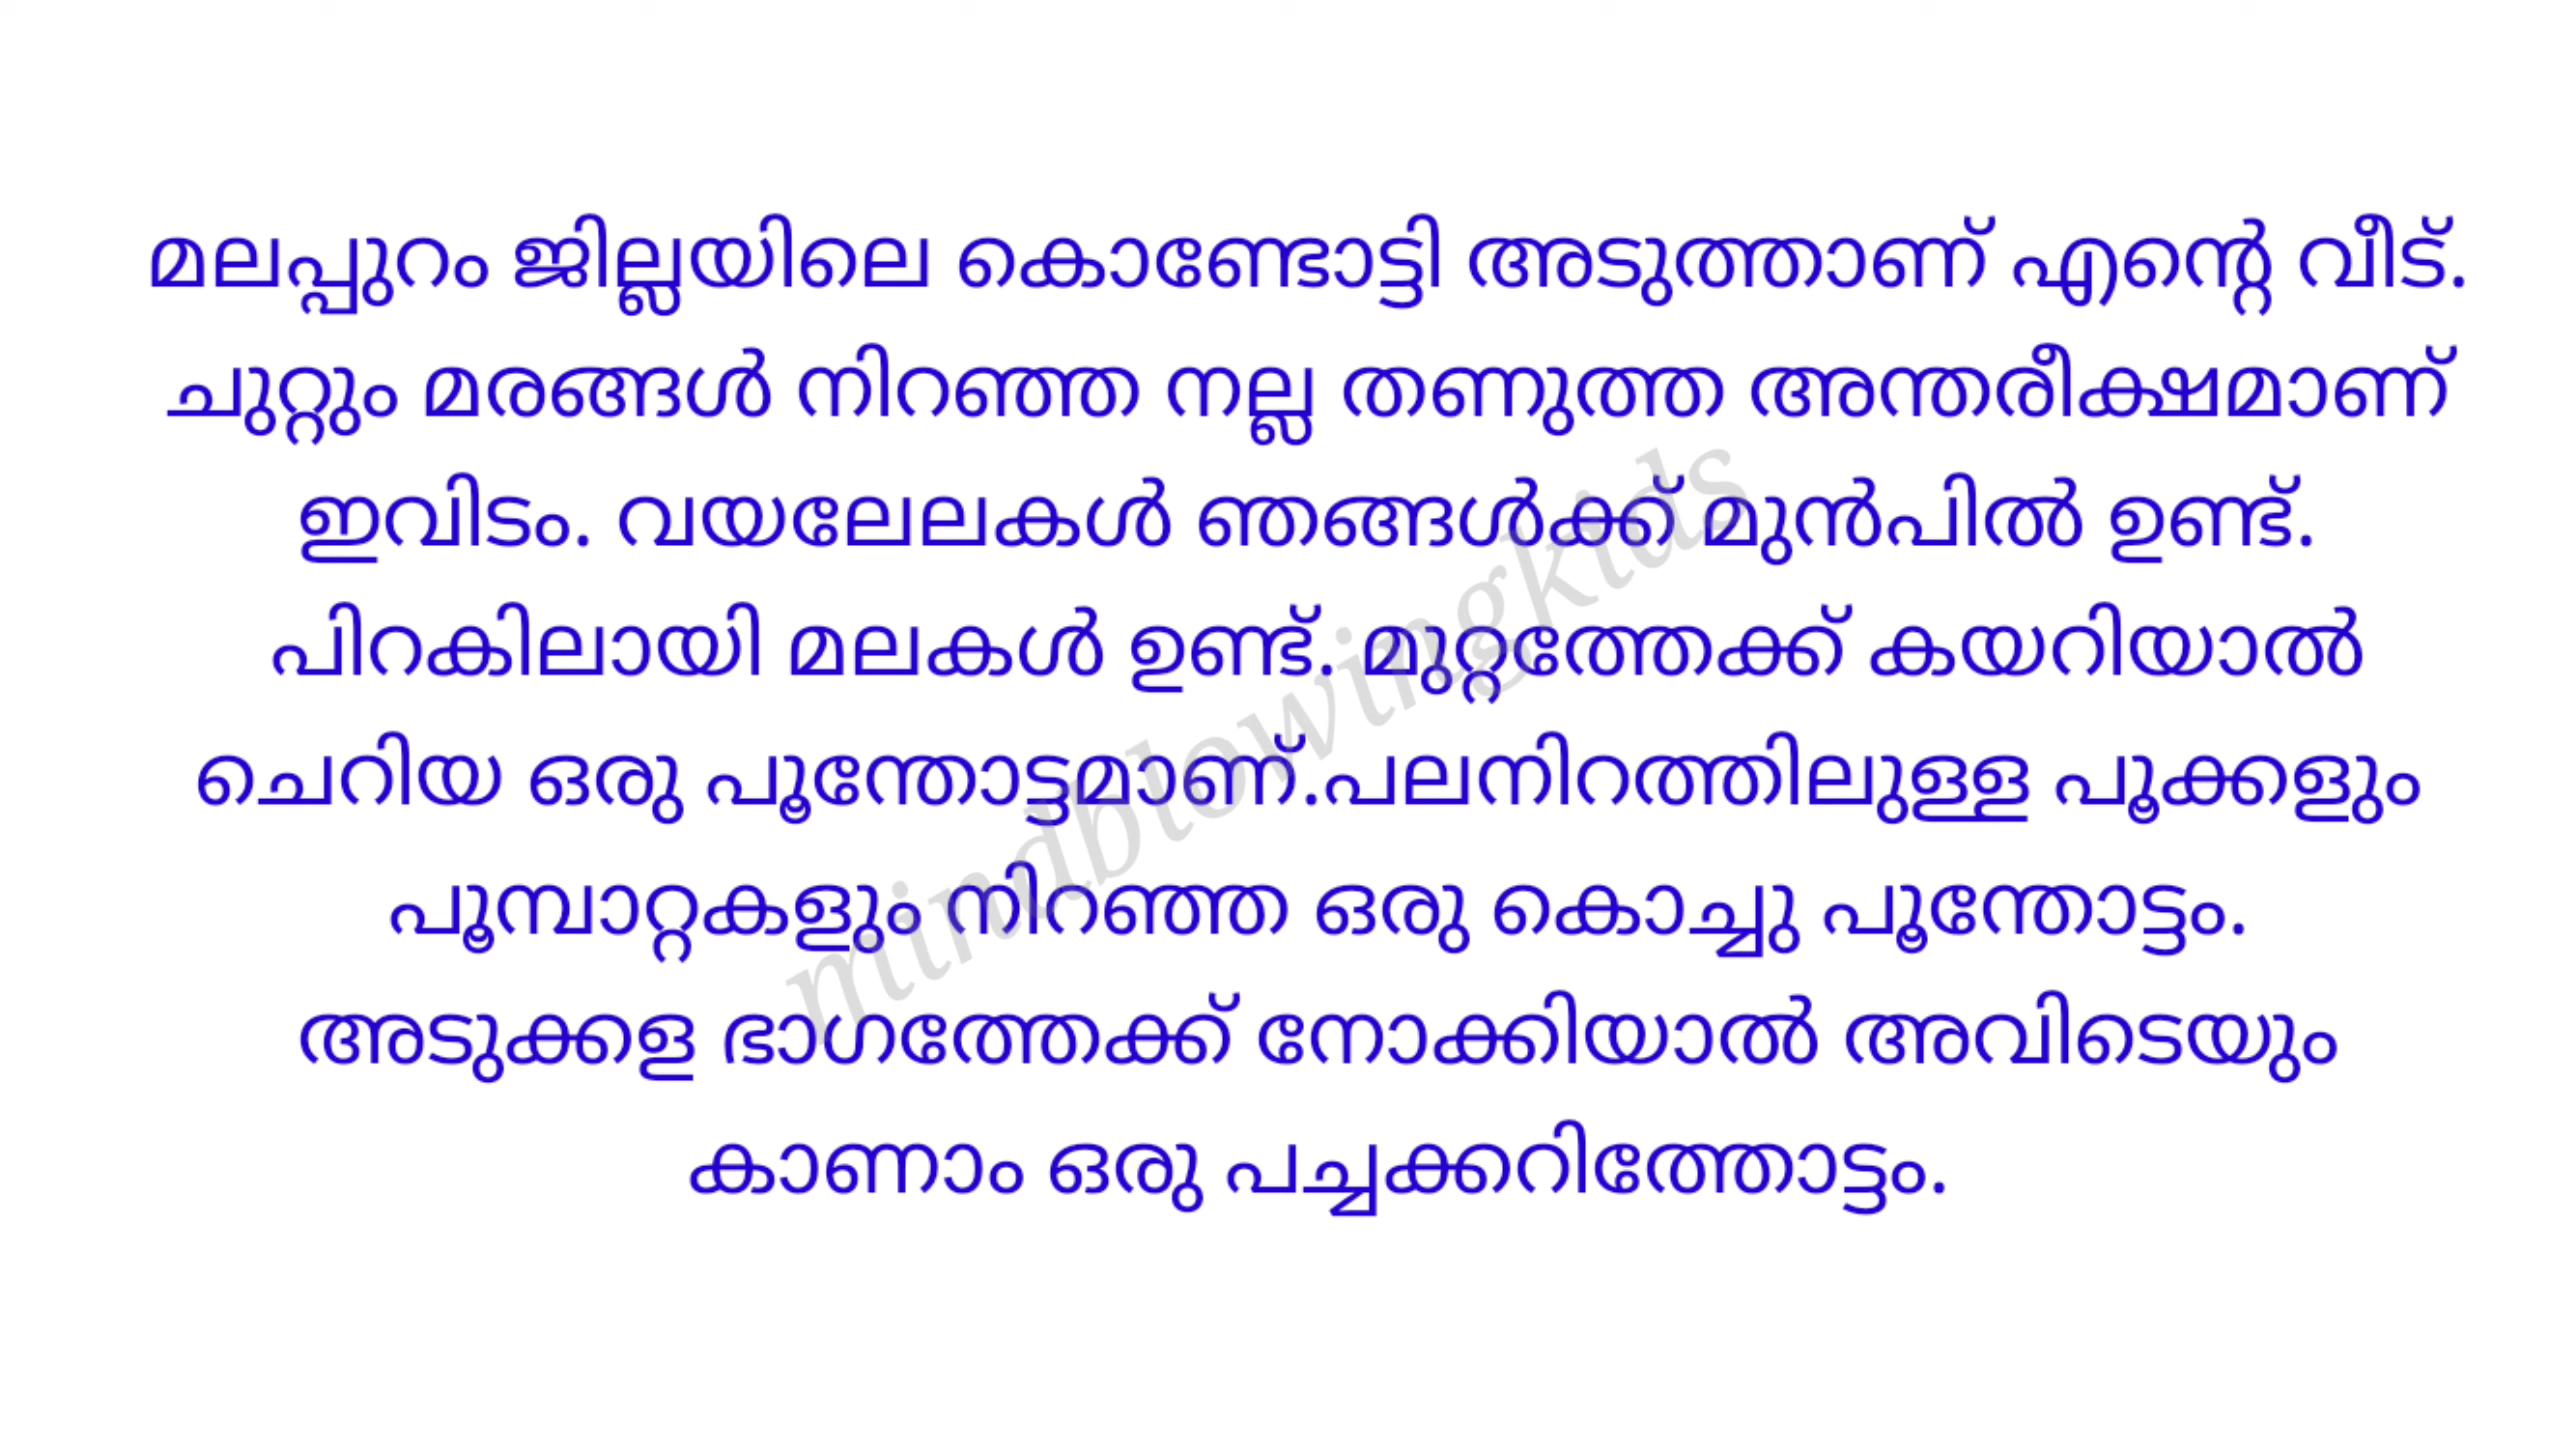 മലപ്പുറം ജില്ലയിലെ കൊണ്ടോട്ടി അടുത്താണ് എന്റെ വീട്.
ചുറ്റും മരങ്ങൾ നിറഞ്ഞ നല്ല തണുത്ത അന്തരീക്ഷമാണ്
ഇവിടം. വയലേലകൾ ഞങ്ങൾക്ക് മുൻപിൽ ഉണ്ട്.
പിറകിലായി മലകൾ ഉണ്ട്. മുറ്റത്തേക്ക് കയറിയാൽ
ചെറിയ ഒരു പൂന്തോട്ടമാണ്.പലനിറത്തിലുള്ള പൂക്കളും
പൂമ്പാറ്റകളും നിറഞ്ഞ ഒരു കൊച്ചു പൂന്തോട്ടം.
അടുക്കള ഭാഗത്തേക്ക് നോക്കിയാൽ അവിടെയും
കാണാം ഒരു പച്ചക്കറിത്തോട്ടം.
mindblowingkids